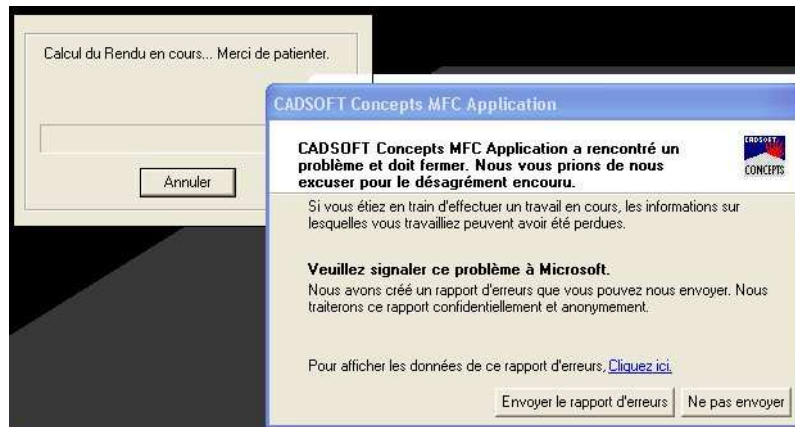 Calcul du Rendu en cours... Merci de patienter.
Annuler
CADSOFT Concepts MFC Application
CADSOFT Concepts MFC Application a rencontré un
problème et doit fermer. Nous vous prions de nous
excuser pour le désagrément encouru.
CADSOFT
CONCEPTS
Si vous étiez en train d'effectuer un travail en cours, les informations sur
lesquelles vous travailliez peuvent avoir été perdues.
Veuillez signaler ce problème à Microsoft.
Nous avons créé un rapport d'erreurs que vous pouvez nous envoyer. Nous
traiterons ce rapport confidentiellement et anonymement.
Pour afficher les données de ce rapport d'erreurs, Cliquez ici.
Envoyer le rapport d'erreurs
Ne pas envoyer